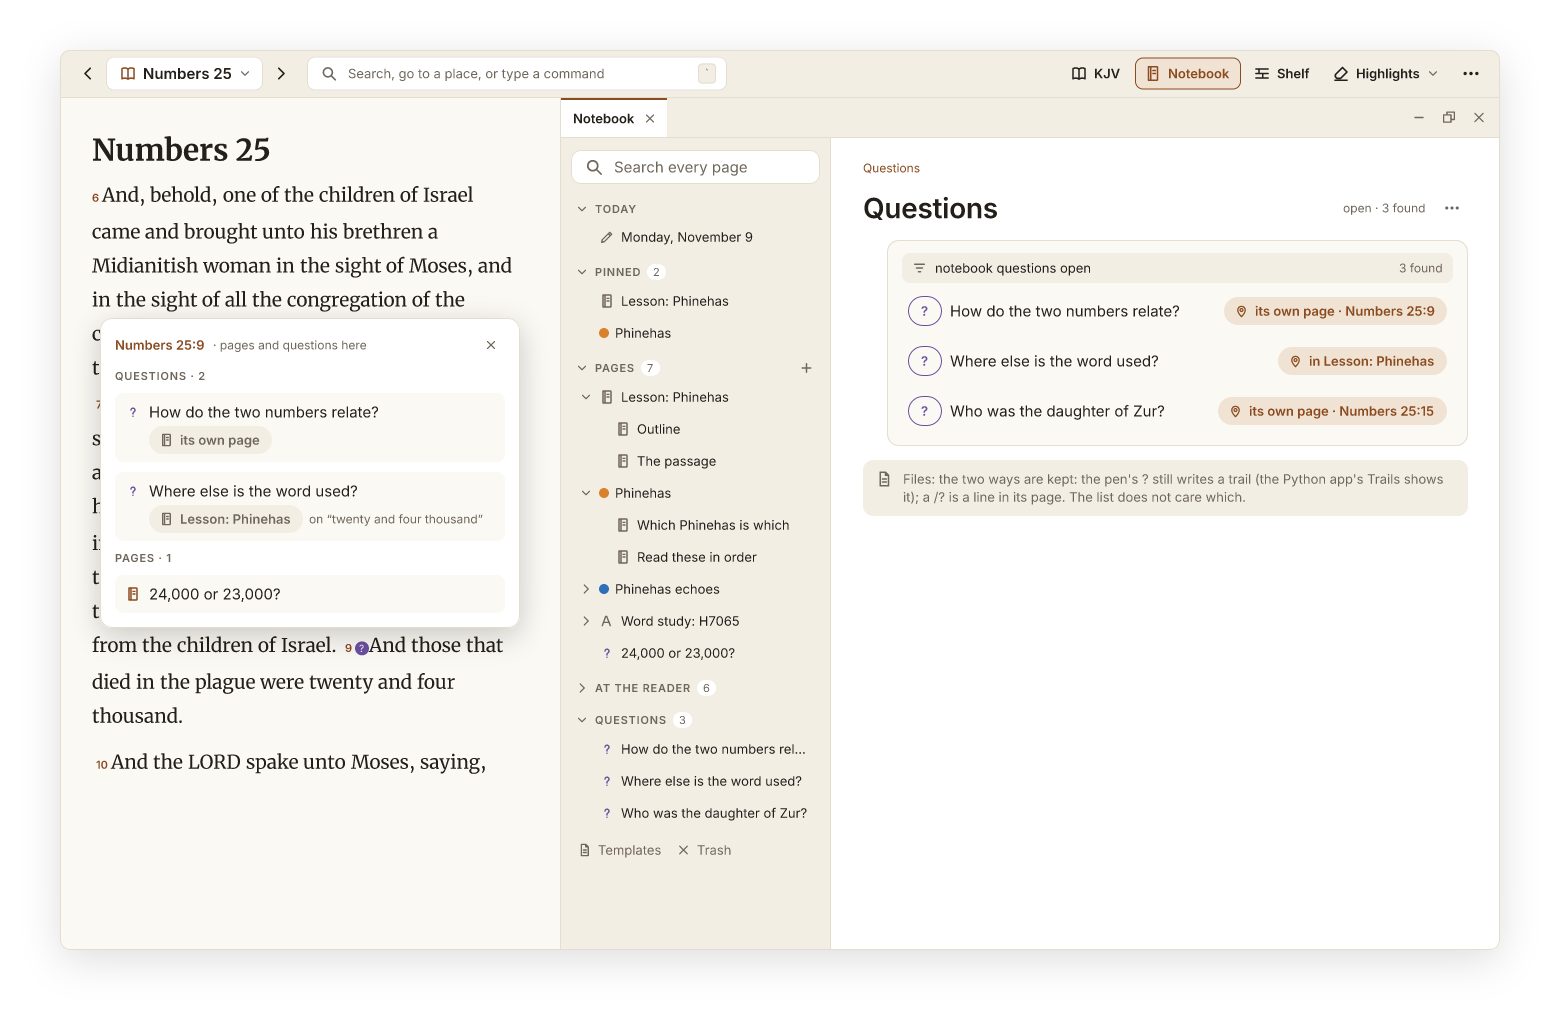 Numbers 25
Search, go to a place, or type a command
KJV
Notebook
Shelf
Highlights
Numbers 25
6 And, behold, one of the children of Israel
came and brought unto his brethren a
Midianitish woman in the sight of Moses, and
in the sight of all the congregation of the
Numbers 25:9 · pages and questions here
QUESTIONS · 2
? How do the two numbers relate?
its own page
? Where else is the word used?
Lesson: Phinehas on “twenty and four thousand”
PAGES · 1
24,000 or 23,000?
from the children of Israel. 9 ? And those that
died in the plague were twenty and four
thousand.
10 And the LORD spake unto Moses, saying,
Notebook
Search every page
TODAY
Monday, November 9
PINNED 2
Lesson: Phinehas
Phinehas
PAGES 7
Lesson: Phinehas
Outline
The passage
Phinehas
Which Phinehas is which
Read these in order
Phinehas echoes
A Word study: H7065
? 24,000 or 23,000?
AT THE READER 6
QUESTIONS 3
? How do the two numbers rel...
? Where else is the word used?
? Who was the daughter of Zur?
Templates
Trash
Questions
Questions
open · 3 found
notebook questions open
3 found
? How do the two numbers relate?
its own page · Numbers 25:9
? Where else is the word used?
in Lesson: Phinehas
? Who was the daughter of Zur?
its own page · Numbers 25:15
Files: the two ways are kept: the pen's ? still writes a trail (the Python app's Trails shows
it); a /? is a line in its page. The list does not care which.